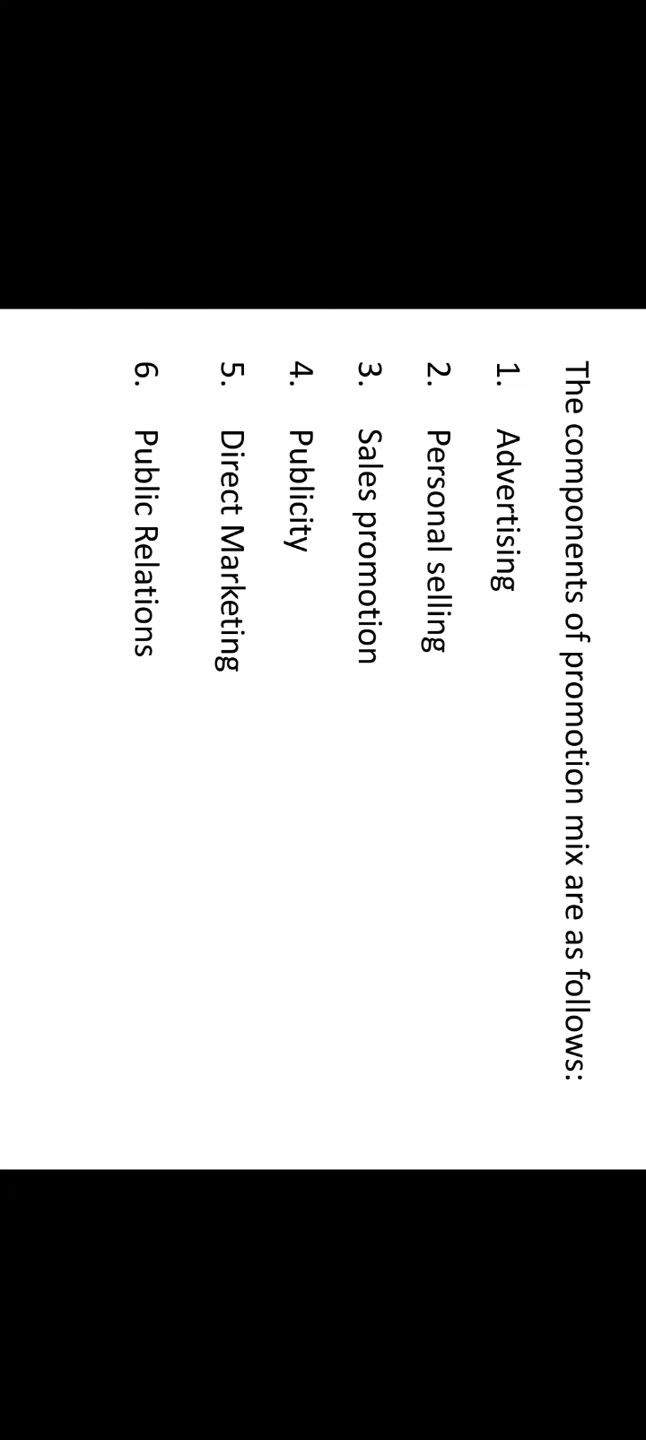 The components of promotion mix are as follows:
1. Advertising
2. Personal selling
3. Sales promotion
4. Publicity
5. Direct Marketing
6. Public Relations